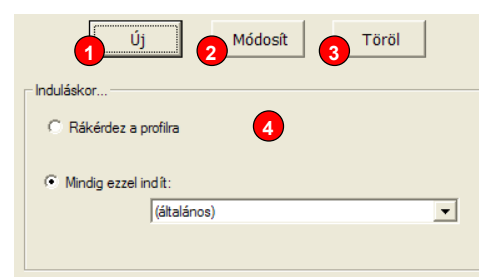 Új Módosít Töröl
1 2 3
Induláskor...
Rákérdez a profilra 4
Mindig ezzel indít:
(általános)